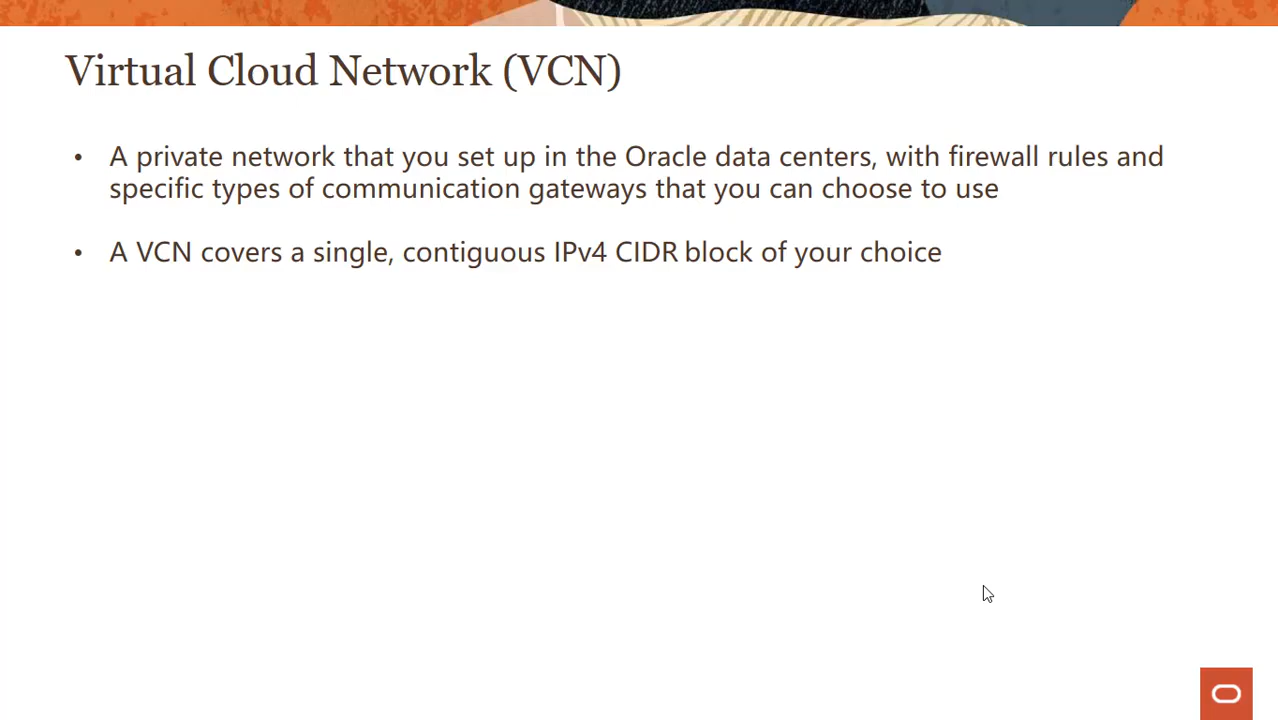 Virtual Cloud Network (VCN)
• A private network that you set up in the Oracle data centers, with firewall rules and
specific types of communication gateways that you can choose to use
• A VCN covers a single, contiguous IPv4 CIDR block of your choice